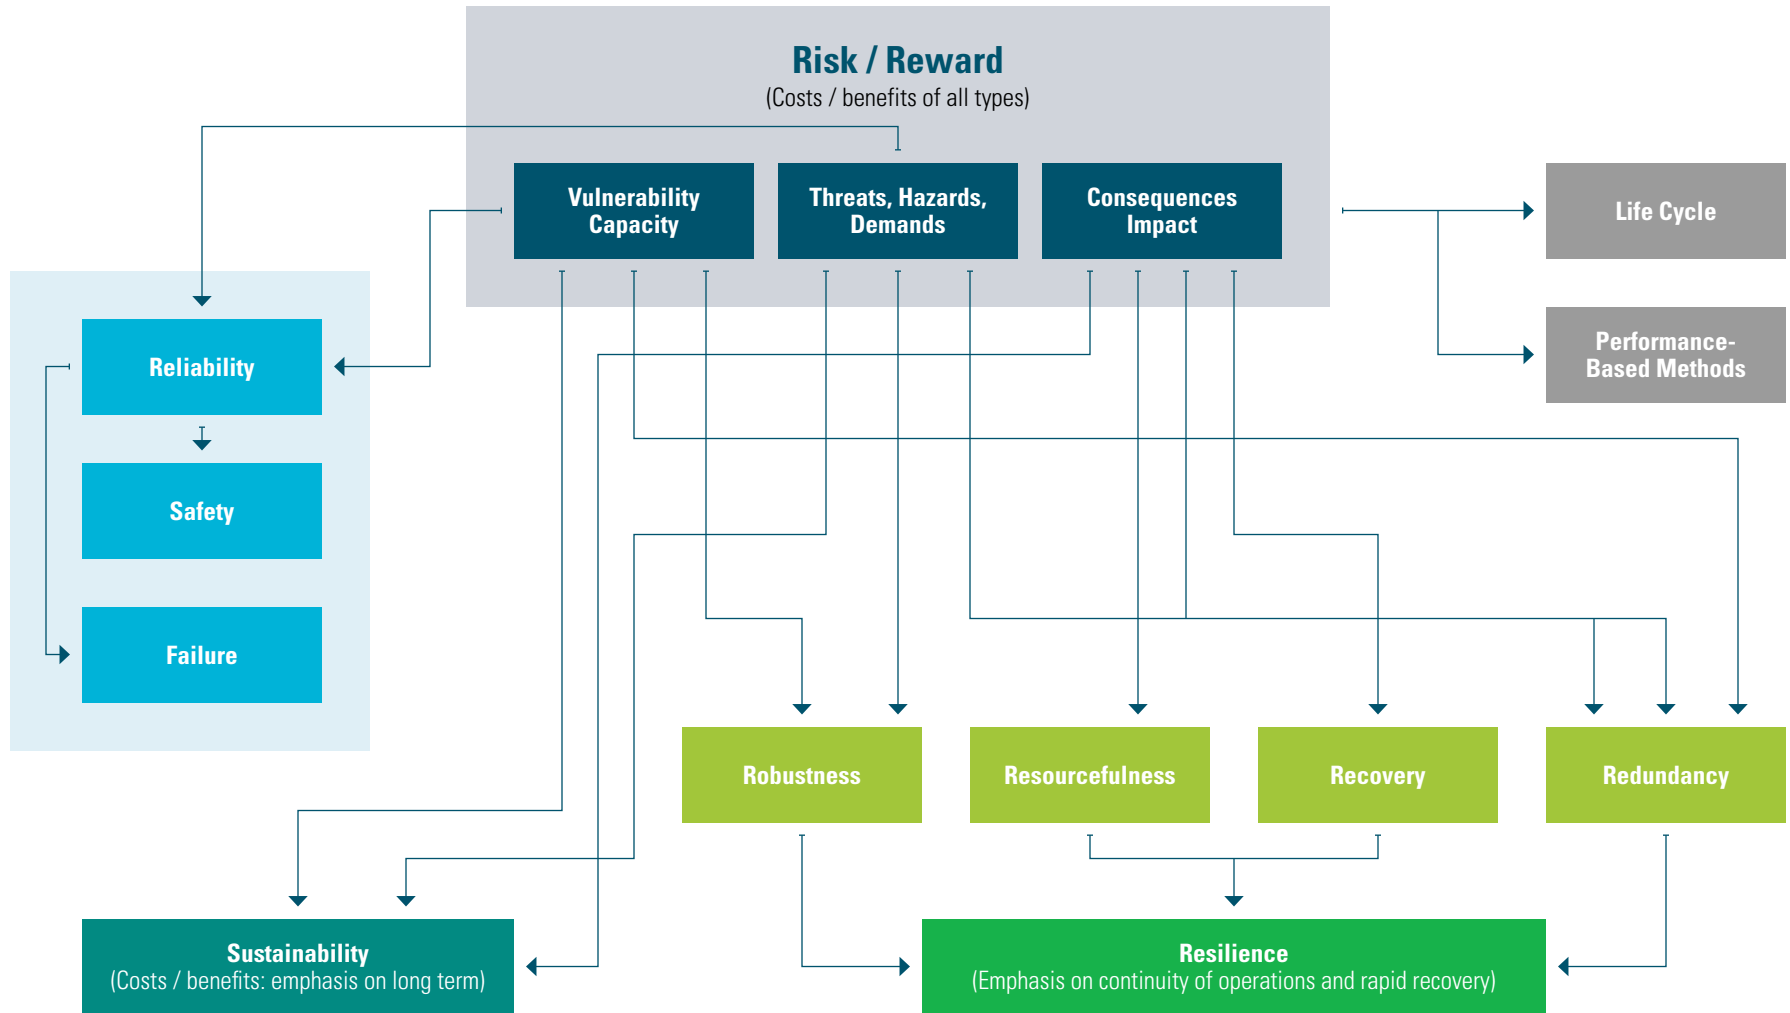 Risk / Reward
(Costs / benefits of all types)
Vulnerability
Capacity
Threats, Hazards,
Demands
Consequences
Impact
Life Cycle
Performance-
Based Methods
Reliability
Safety
Failure
Robustness
Resourcefulness
Recovery
Redundancy
Sustainability
(Costs / benefits: emphasis on long term)
Resilience
(Emphasis on continuity of operations and rapid recovery)